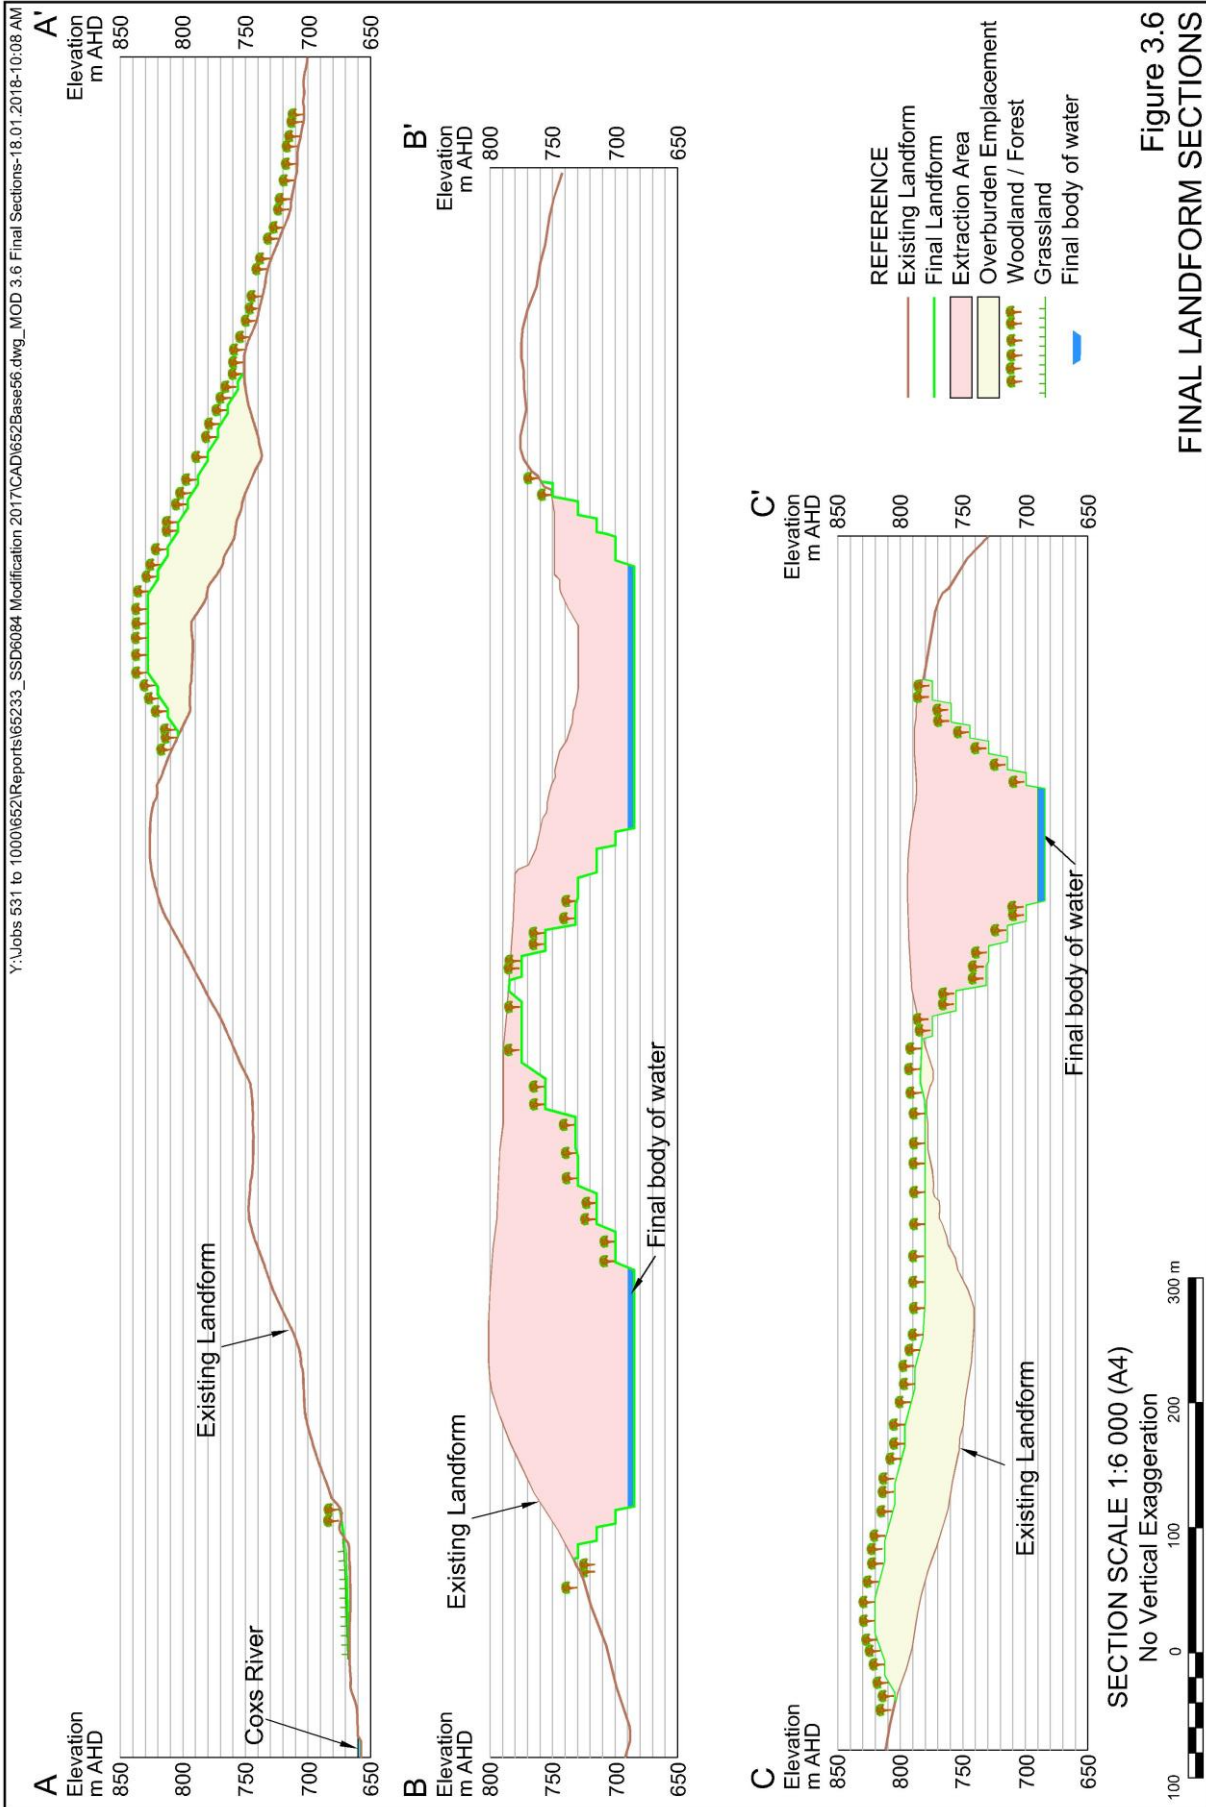 Y:\Jobs 531 to 1000\652\Reports\65233_SSD6084 Modification 2017\CAD\652Base56.dwg_MOD 3.6 Final Sections-18.01.2018-10:08 AM
A
A'
Elevation
m AHD
Elevation
m AHD
850
850
800
800
750
750
700
700
650
650
Coxs River
Existing Landform
B
B'
Elevation
m AHD
Elevation
m AHD
800
800
750
750
700
700
650
650
Existing Landform
Final body of water
C
C'
Elevation
m AHD
Elevation
m AHD
850
850
800
800
750
750
700
700
650
650
Existing Landform
Final body of water
REFERENCE
Existing Landform
Final Landform
Extraction Area
Overburden Emplacement
Woodland / Forest
Grassland
Final body of water
SECTION SCALE 1:6 000 (A4)
No Vertical Exaggeration
100 0 100 200 300 m
Figure 3.6
FINAL LANDFORM SECTIONS